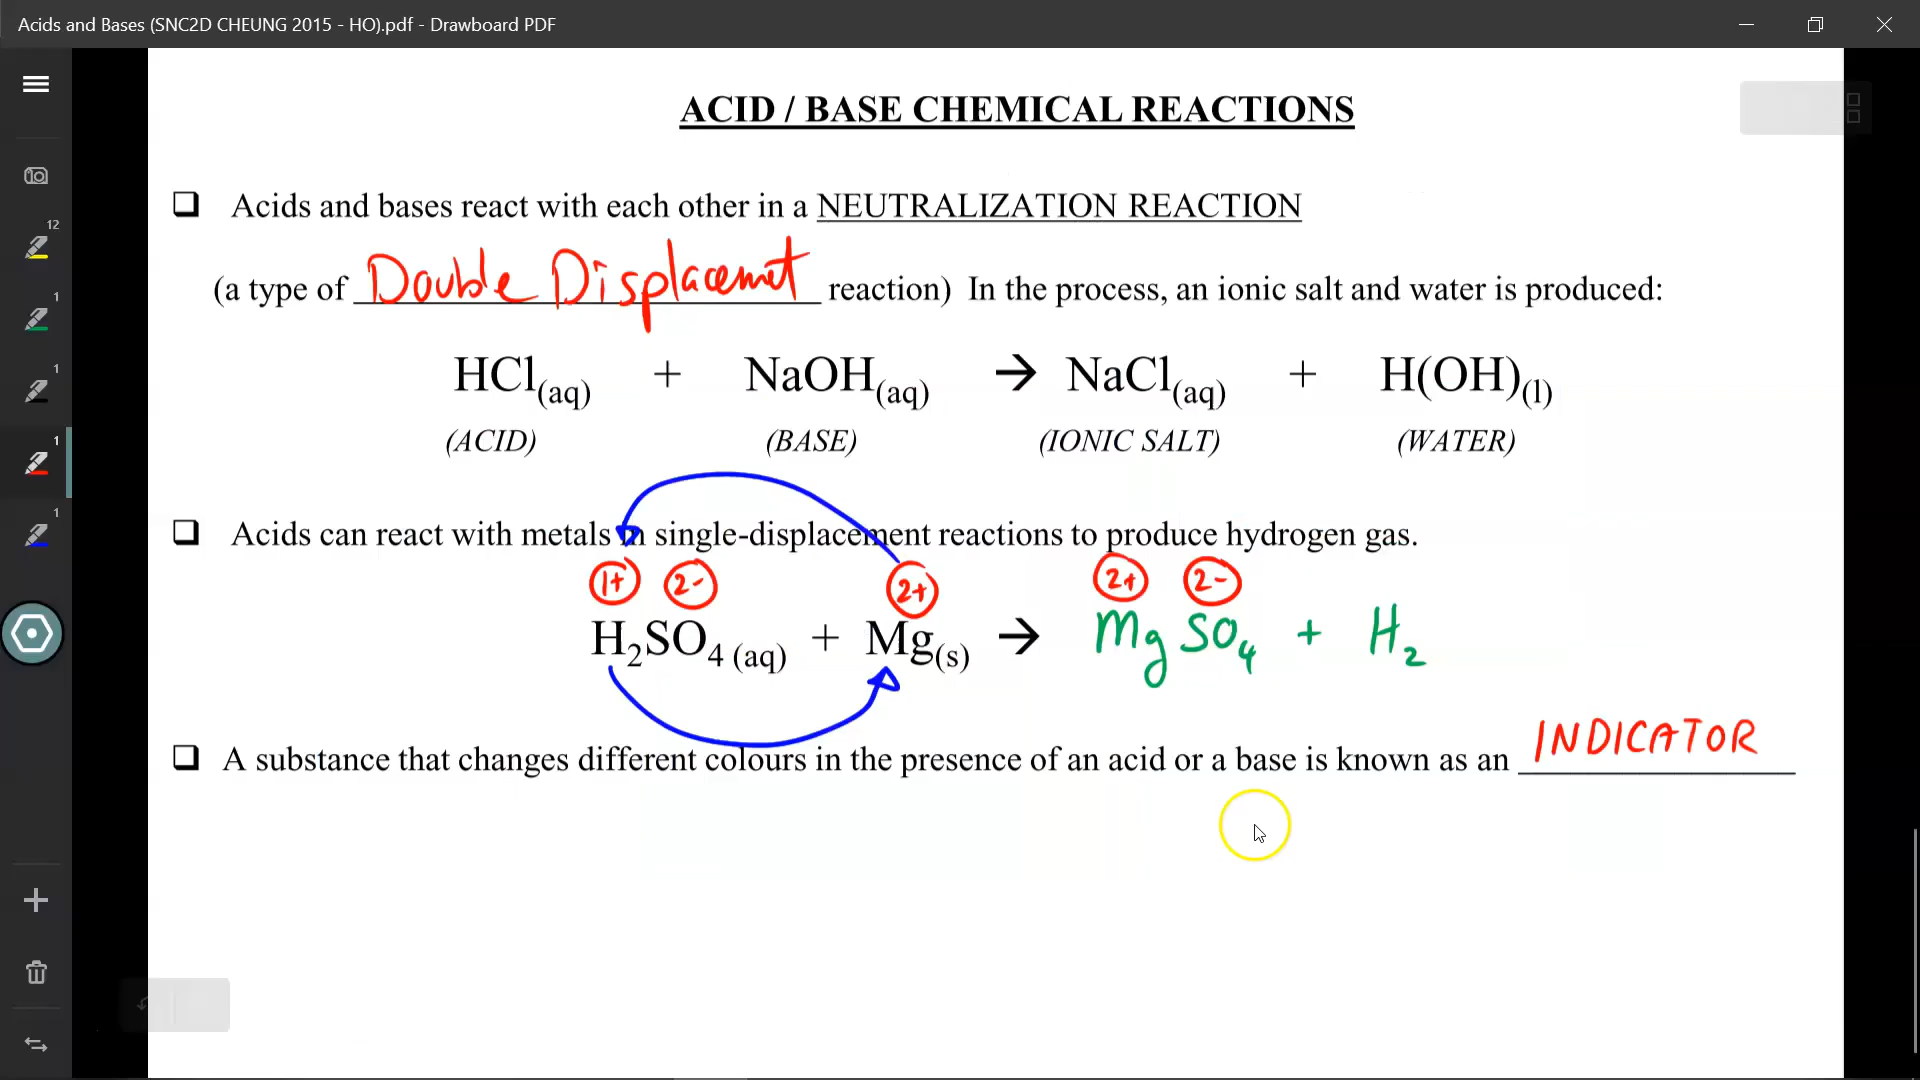 Acids and Bases (SNC2D CHEUNG 2015 - HO).pdf - Drawboard PDF
ACID / BASE CHEMICAL REACTIONS
12
1
1
1
1
❑ Acids and bases react with each other in a NEUTRALIZATION REACTION
(a type of Double Displacemet reaction) In the process, an ionic salt and water is produced:
HCl(aq) + NaOH(aq) → NaCl(aq) + H(OH)(l)
(ACID) (BASE) (IONIC SALT) (WATER)
❑ Acids can react with metals in single-displacement reactions to produce hydrogen gas.
1+ 2- 2+ 2+ 2-
H₂SO₄ (aq) + Mg(s) → MgSO₄ + H₂
❑ A substance that changes different colours in the presence of an acid or a base is known as an INDICATOR